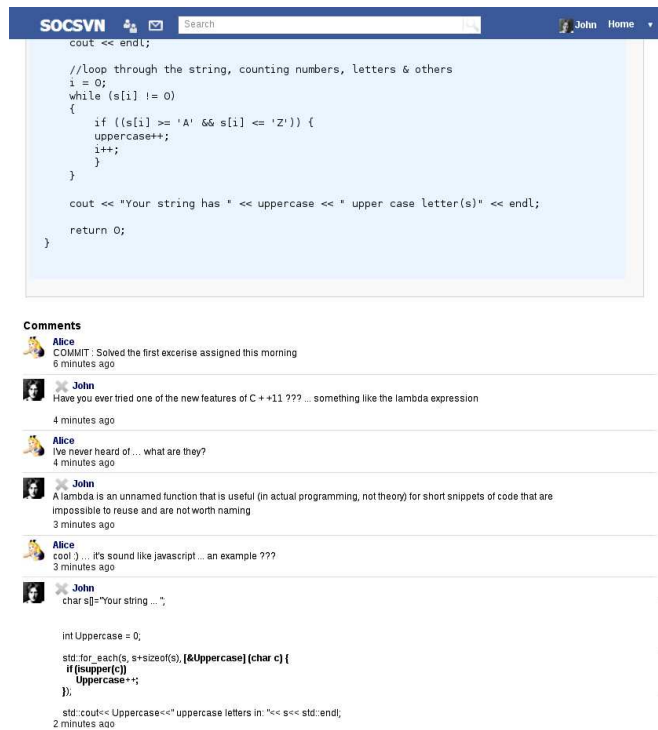 SOCSVN Search John Home
cout << endl;
//loop through the string, counting numbers, letters & others
i = 0;
while (s[i] != 0)
{
if ((s[i] >= 'A' && s[i] <= 'Z')) {
uppercase++;
i++;
}
}
cout << "Your string has " << uppercase << " upper case letter(s)" << endl;
return 0;
}
Comments
Alice
COMMIT : Solved the first excerise assigned this morning
6 minutes ago
John
Have you ever tried one of the new features of C + +11 ??? ... something like the lambda expression
4 minutes ago
Alice
I've never heard of ... what are they?
4 minutes ago
John
A lambda is an unnamed function that is useful (in actual programming, not theory) for short snippets of code that are
impossible to reuse and are not worth naming
3 minutes ago
Alice
cool :) ... it's sound like javascript ... an example ???
3 minutes ago
John
char s[]="Your string ... ";
int Uppercase = 0;
std::for_each(s, s+sizeof(s), [&Uppercase] (char c) {
if (isupper(c))
Uppercase++;
});
std::cout<< Uppercase<<" uppercase letters in: "<< s<< std::endl;
2 minutes ago